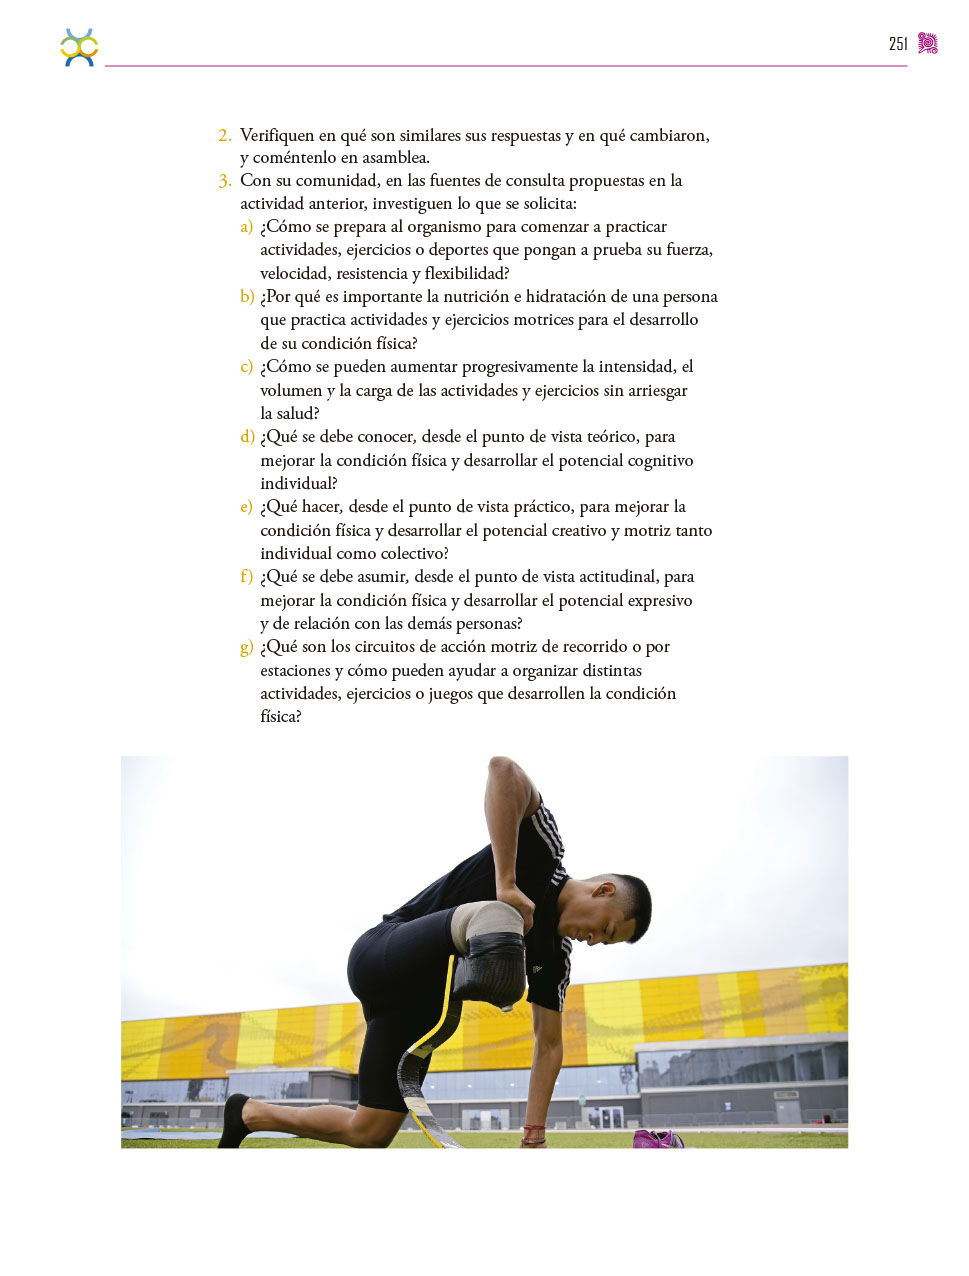 251
2. Verifiquen en qué son similares sus respuestas y en qué cambiaron,
y coméntenlo en asamblea.
3. Con su comunidad, en las fuentes de consulta propuestas en la
actividad anterior, investiguen lo que se solicita:
a) ¿Cómo se prepara al organismo para comenzar a practicar
actividades, ejercicios o deportes que pongan a prueba su fuerza,
velocidad, resistencia y flexibilidad?
b) ¿Por qué es importante la nutrición e hidratación de una persona
que practica actividades y ejercicios motrices para el desarrollo
de su condición física?
c) ¿Cómo se pueden aumentar progresivamente la intensidad, el
volumen y la carga de las actividades y ejercicios sin arriesgar
la salud?
d) ¿Qué se debe conocer, desde el punto de vista teórico, para
mejorar la condición física y desarrollar el potencial cognitivo
individual?
e) ¿Qué hacer, desde el punto de vista práctico, para mejorar la
condición física y desarrollar el potencial creativo y motriz tanto
individual como colectivo?
f) ¿Qué se debe asumir, desde el punto de vista actitudinal, para
mejorar la condición física y desarrollar el potencial expresivo
y de relación con las demás personas?
g) ¿Qué son los circuitos de acción motriz de recorrido o por
estaciones y cómo pueden ayudar a organizar distintas
actividades, ejercicios o juegos que desarrollen la condición
física?